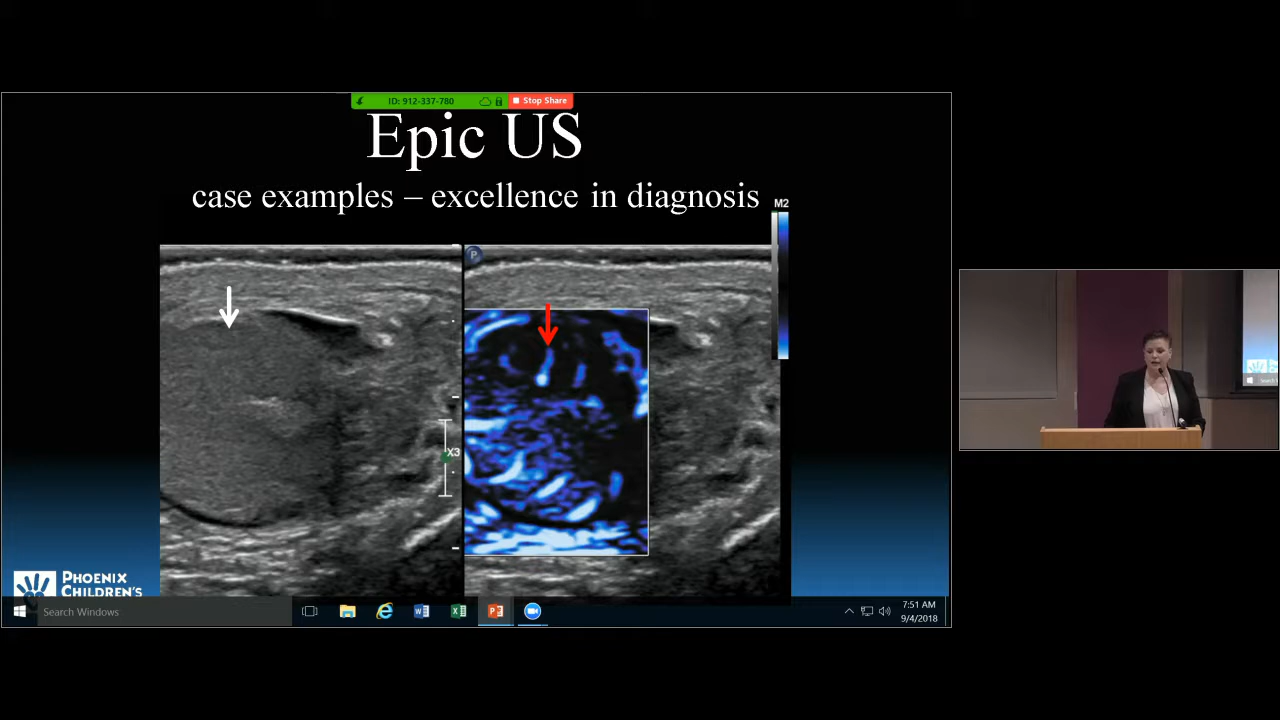 ID: 912-337-780
Stop Share
Epic US
case examples – excellence in diagnosis
M2
P
X3
PHOENIX
CHILDREN'S
Search Windows
7:51 AM
9/4/2018